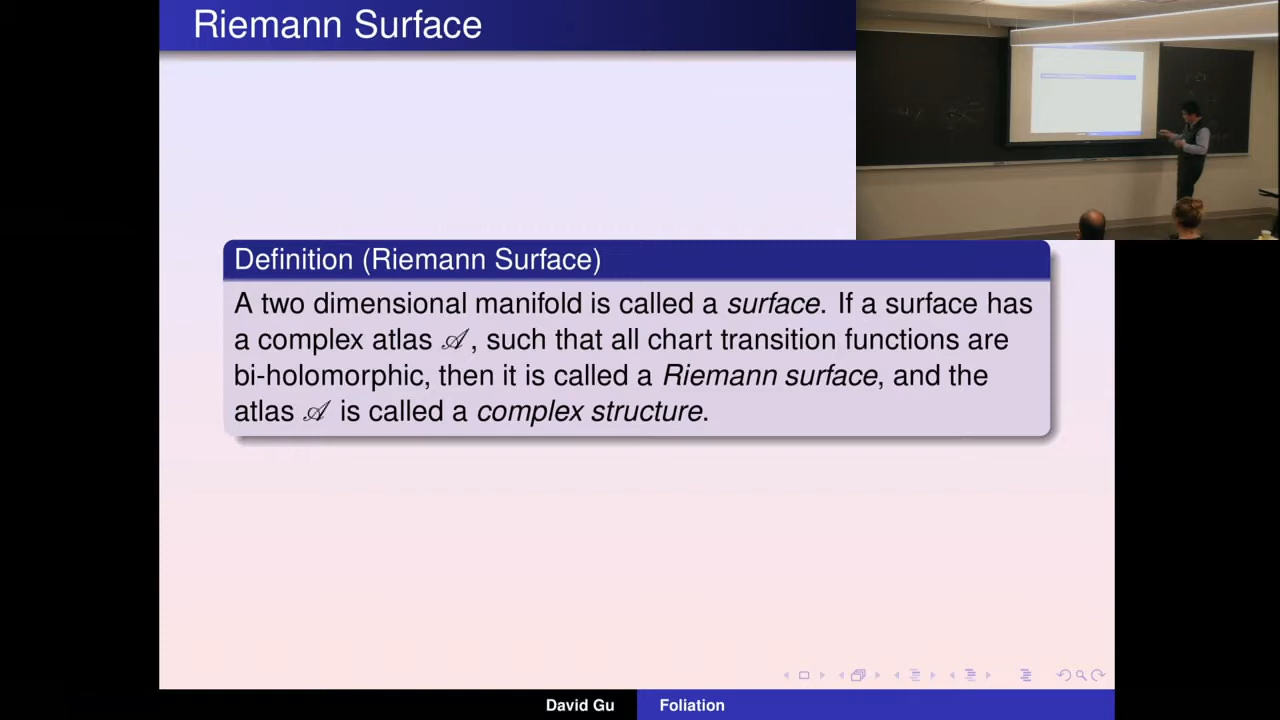 Riemann Surface
Definition (Riemann Surface)
A two dimensional manifold is called a surface. If a surface has
a complex atlas 𝒜, such that all chart transition functions are
bi-holomorphic, then it is called a Riemann surface, and the
atlas 𝒜 is called a complex structure.
David Gu
Foliation